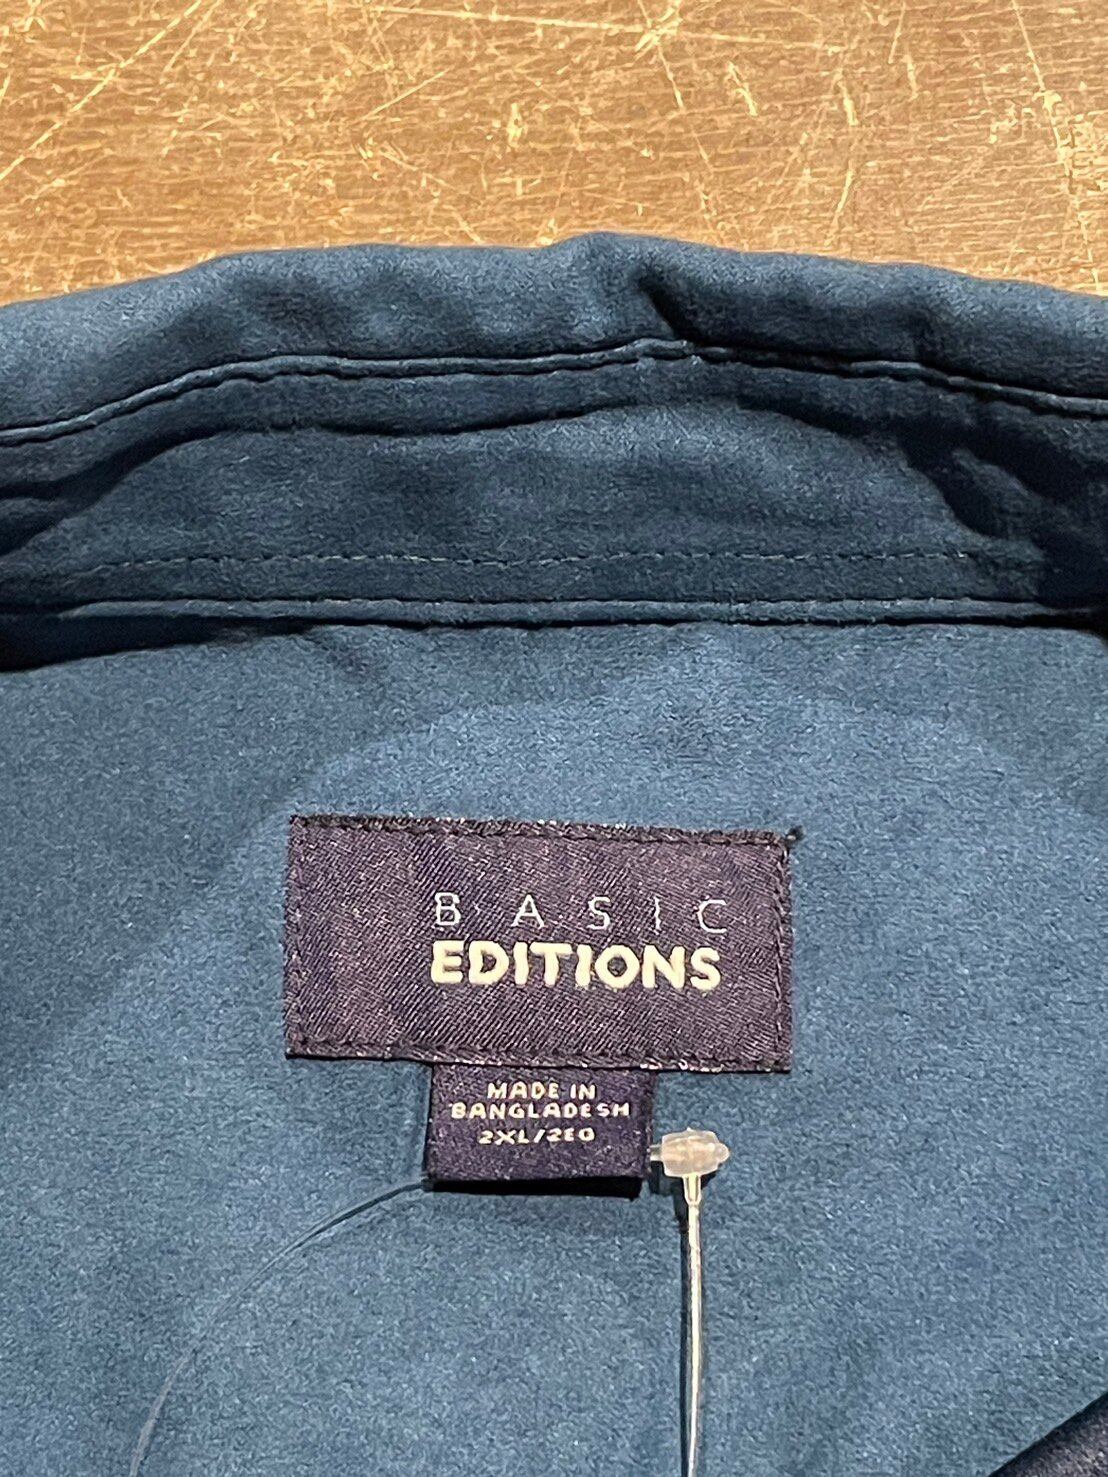 BASIC
EDITIONS
MADE IN
BANGLADESH
2XL/2EG